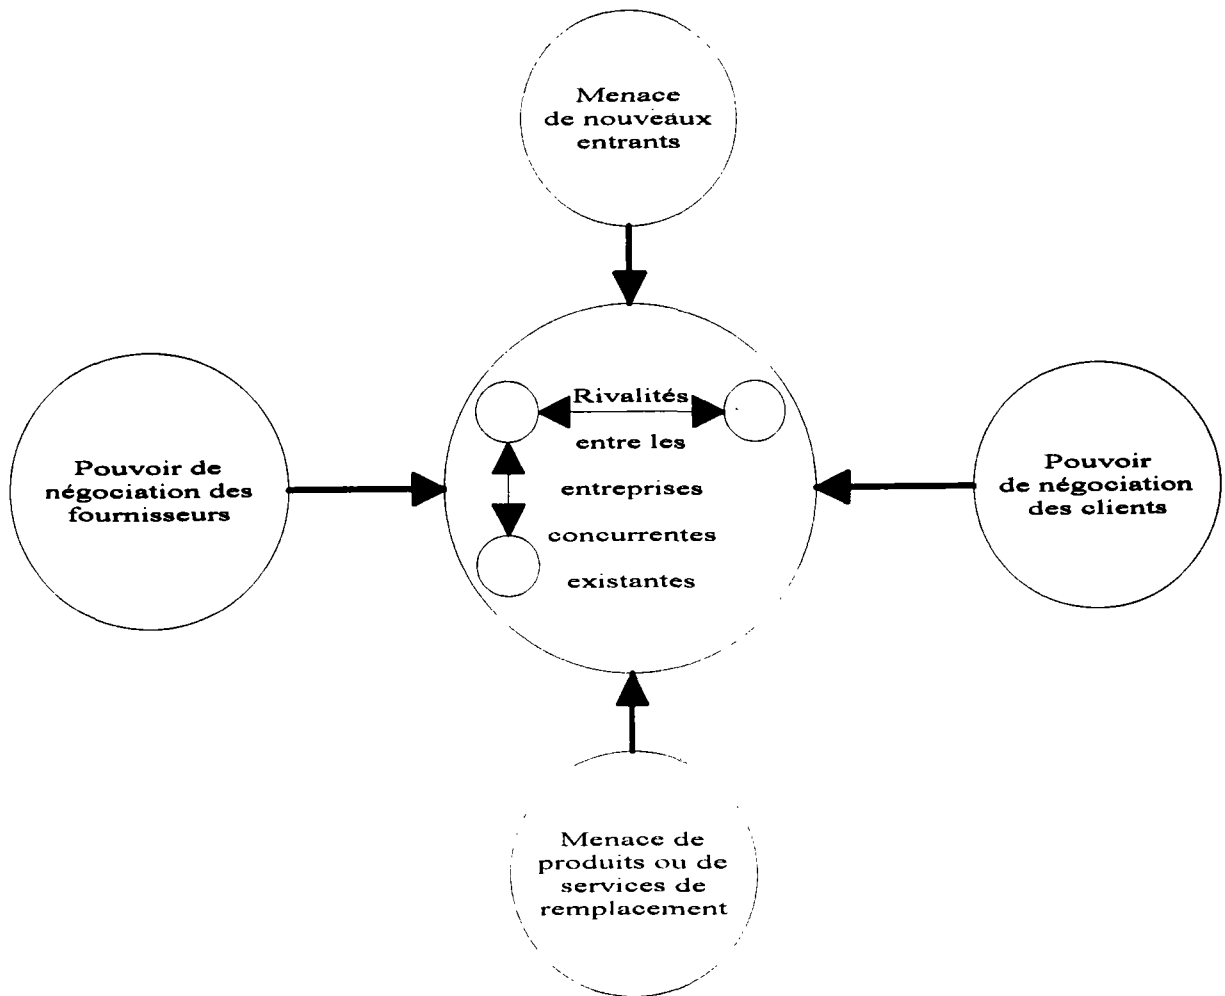 Menace
de nouveaux
entrants
Pouvoir de
négociation des
fournisseurs
Rivalités
entre les
entreprises
concurrentes
existantes
Pouvoir
de négociation
des clients
Menace de
produits ou de
services de
remplacement